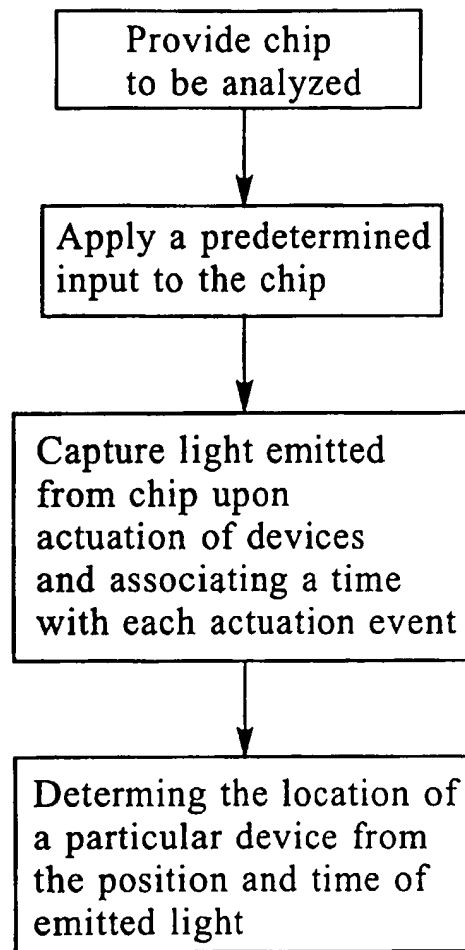 Provide chip
to be analyzed
Apply a predetermined
input to the chip
Capture light emitted
from chip upon
actuation of devices
and associating a time
with each actuation event
Determing the location of
a particular device from
the position and time of
emitted light